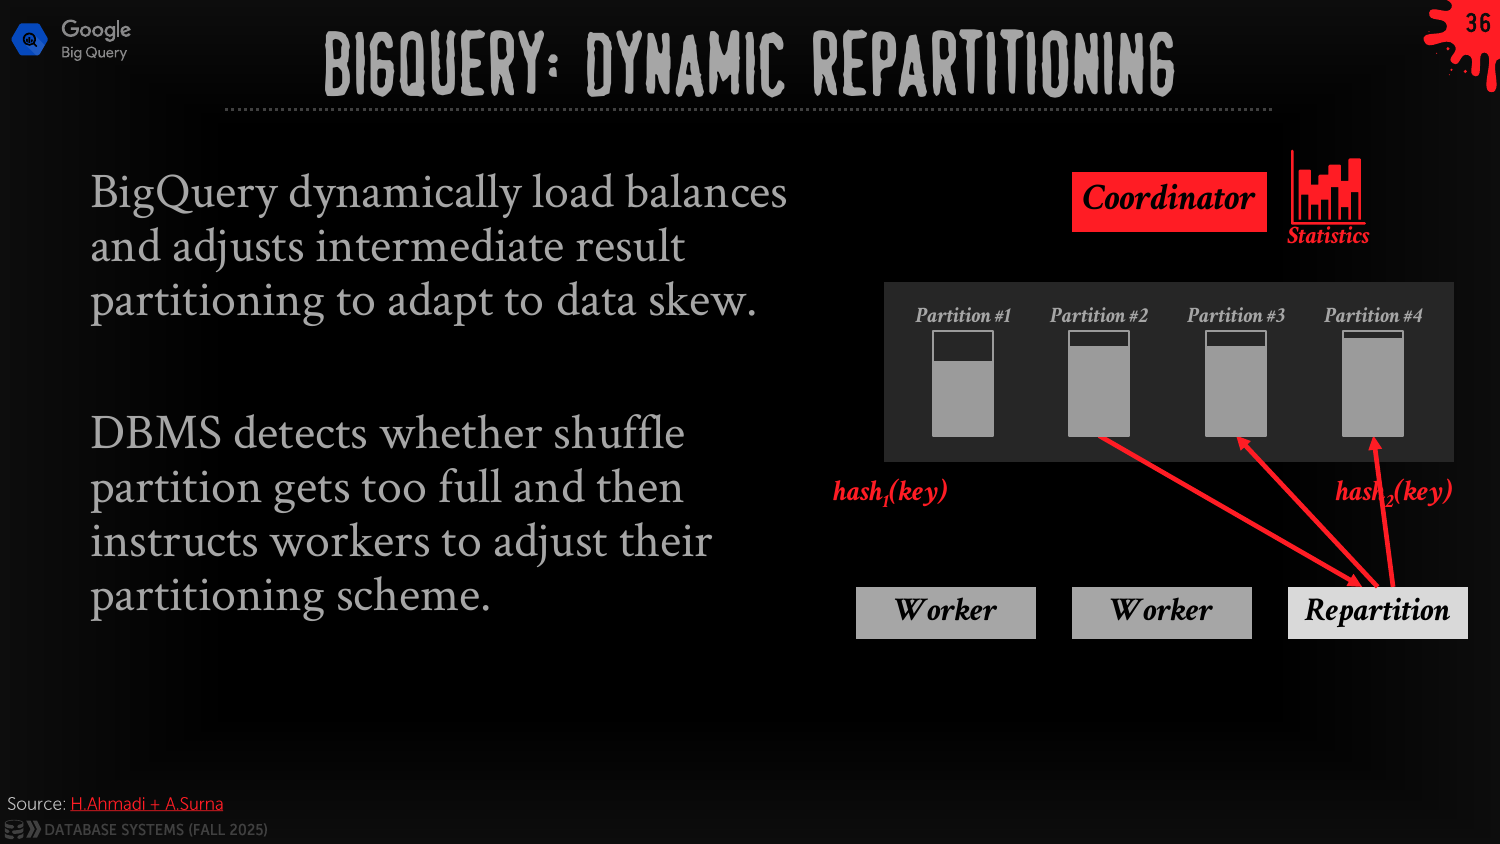 Google
Big Query
BIGQUERY: DYNAMIC REPARTITIONING
36
BigQuery dynamically load balances
and adjusts intermediate result
partitioning to adapt to data skew.
DBMS detects whether shuffle
partition gets too full and then
instructs workers to adjust their
partitioning scheme.
Coordinator
Statistics
Partition #1 Partition #2 Partition #3 Partition #4
hash1(key) hash2(key)
Worker Worker Repartition
Source: H.Ahmadi + A.Surna
DATABASE SYSTEMS (FALL 2025)